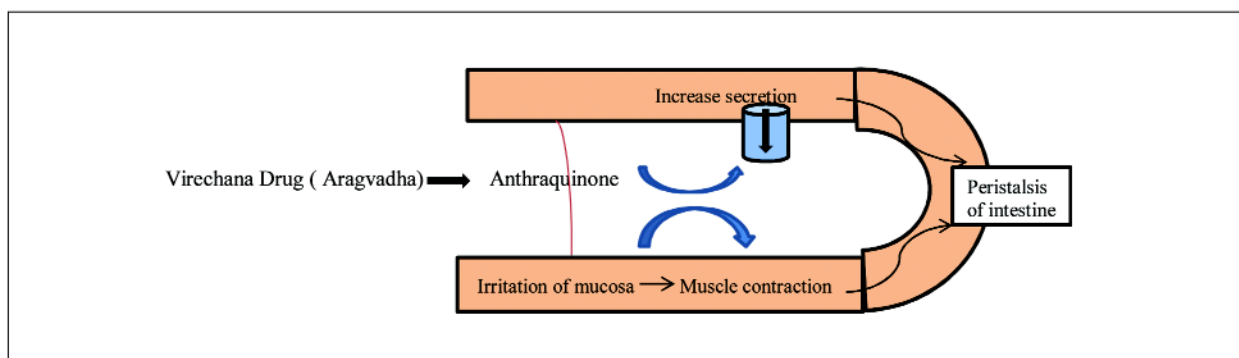 Increase secretion
Virechana Drug ( Aragvadha)
Anthraquinone
Peristalsis
of intestine
Irritation of mucosa
Muscle contraction